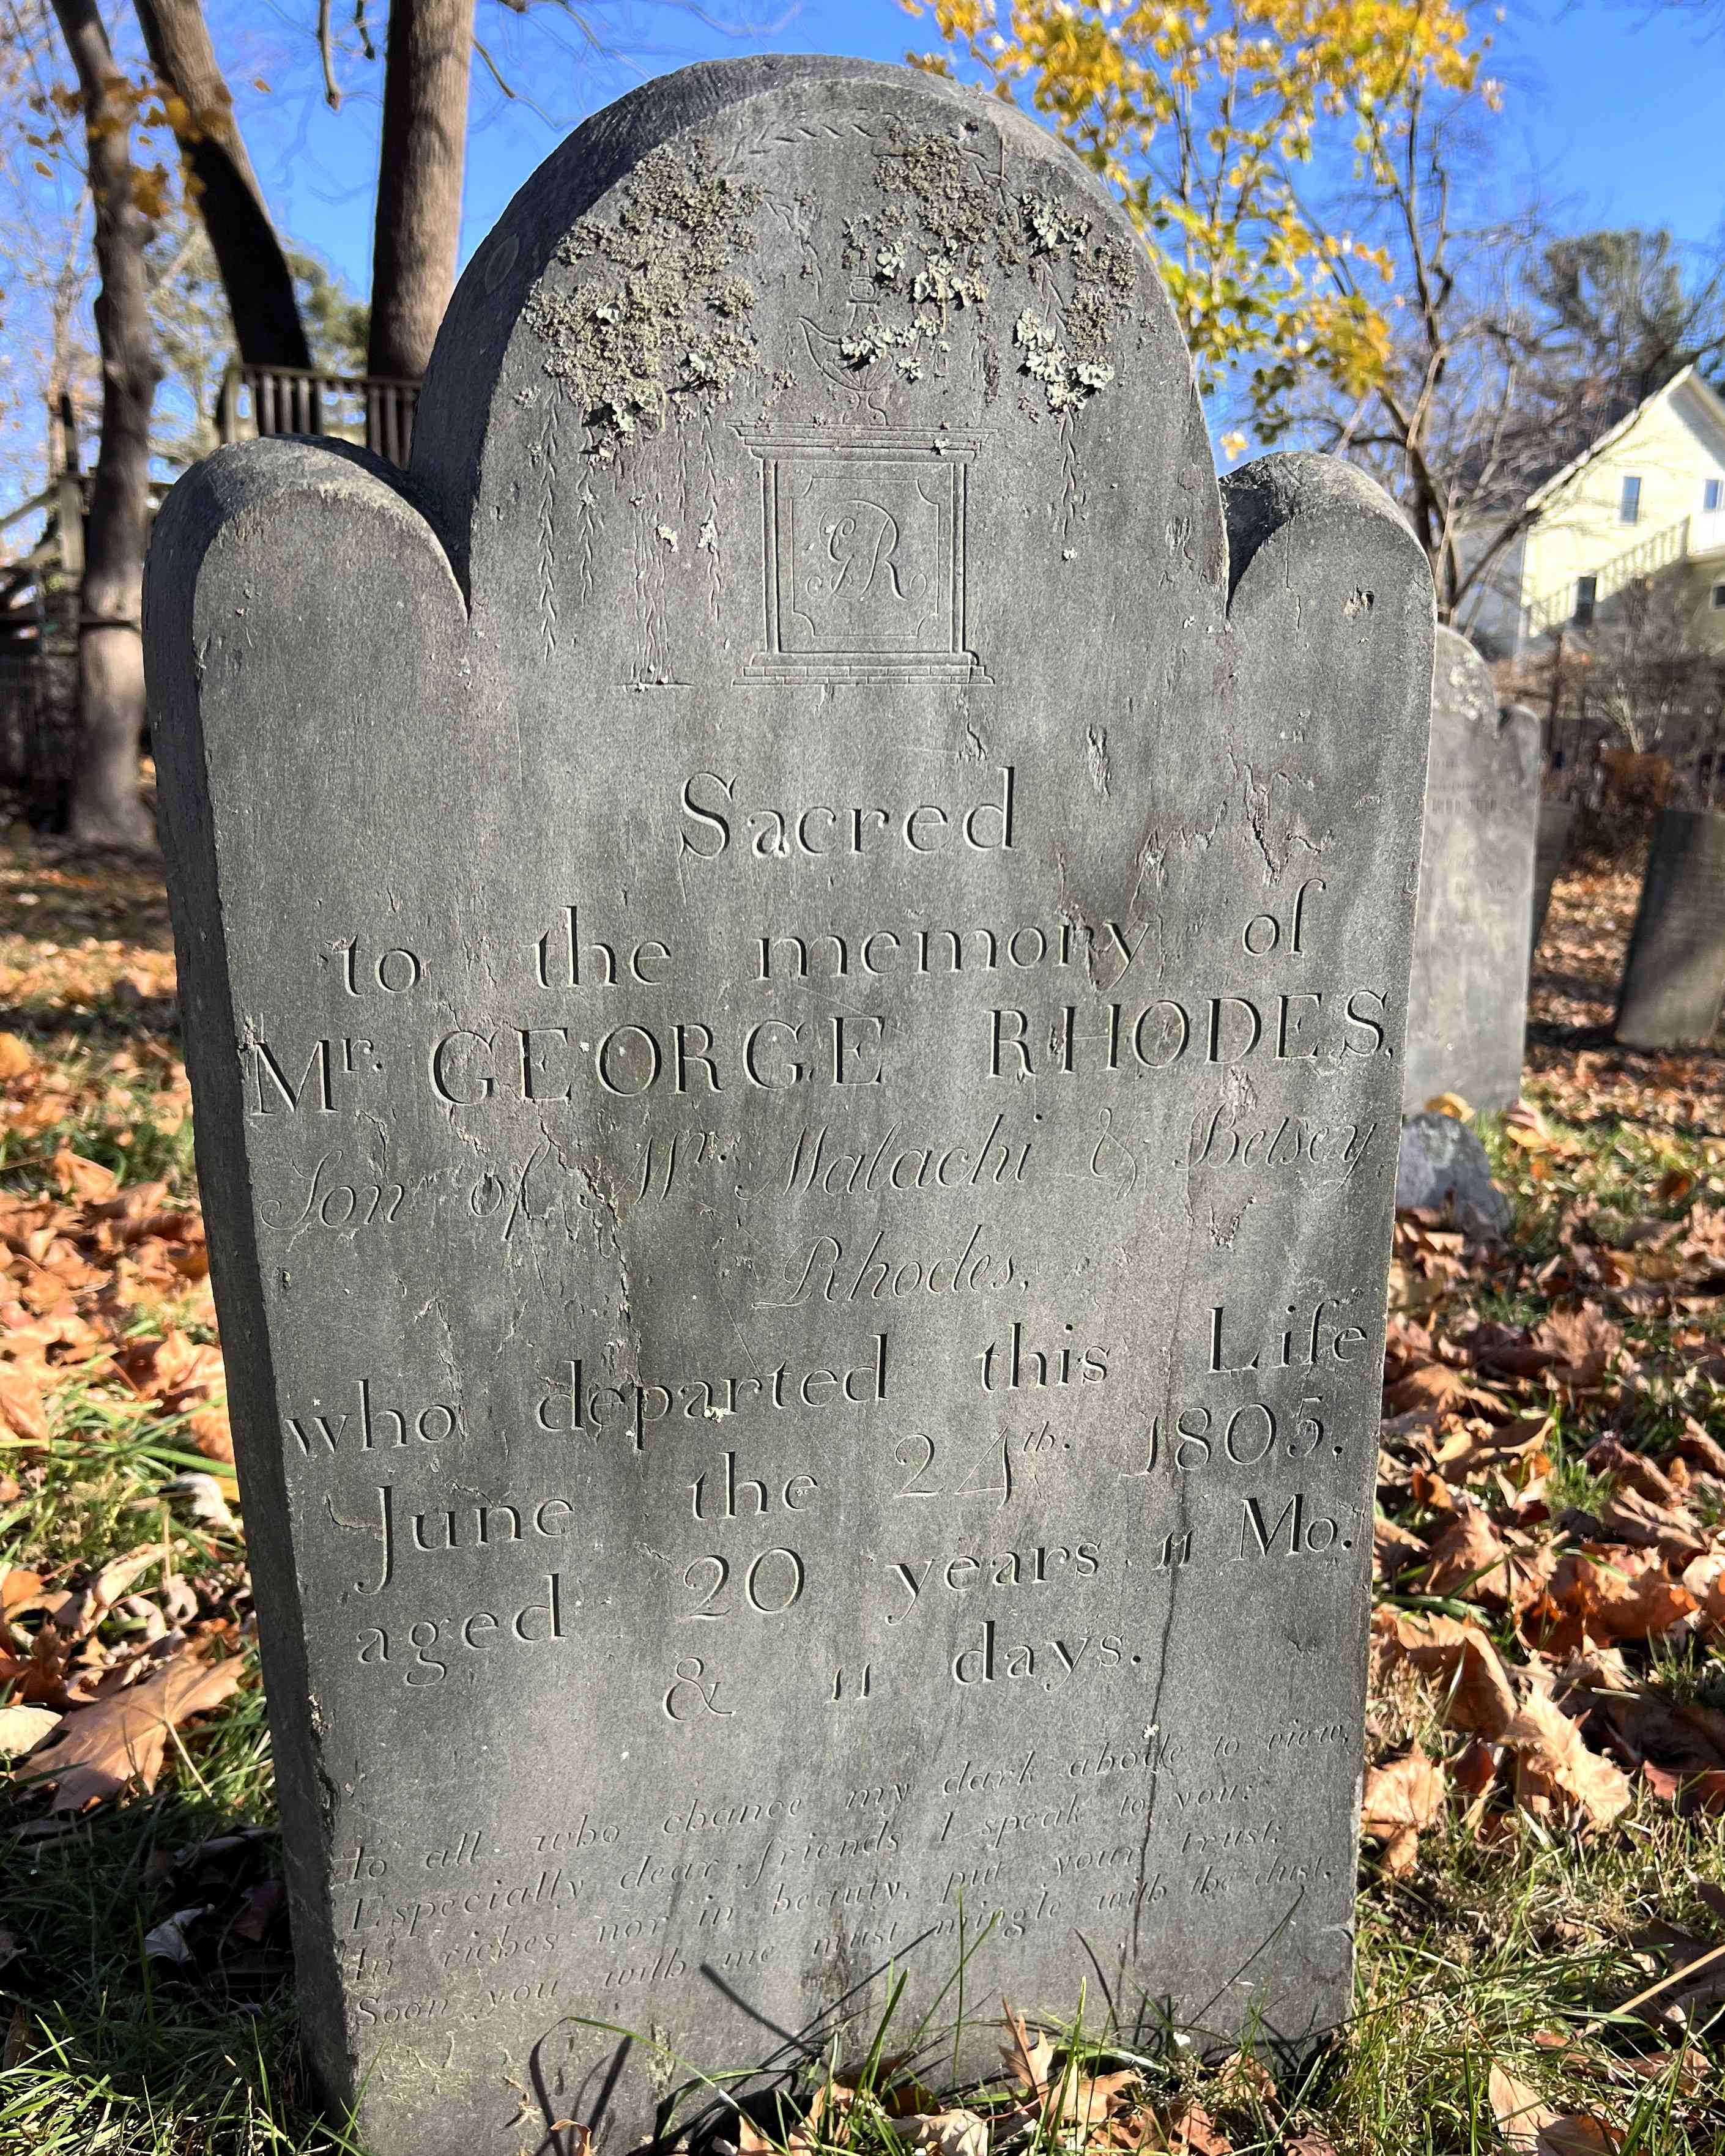 GR
Sacred
to the memory of
Mr. GEORGE RHODES.
Son of Mr. Malachi & Betsey
Rhodes,
who departed this Life
June the 24th. 1805.
aged 20 years 11 Mo.
& 11 days.
To all who chance my dark abode to view,
Especially dear friends I speak to you:
In riches nor in beauty, put your trust;
Soon you with me must mingle with the dust.